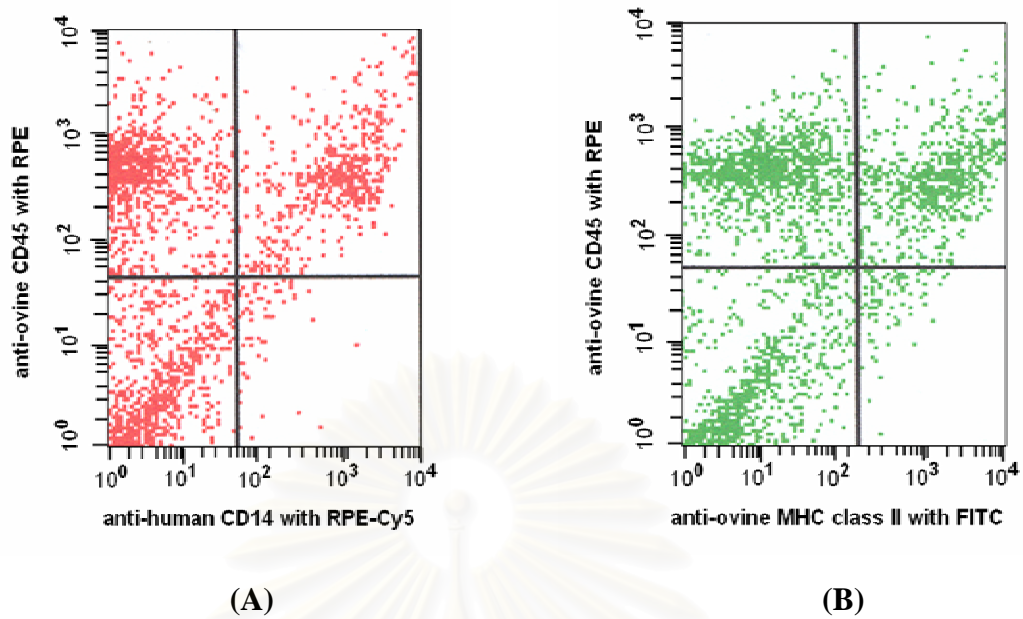 10^4
10^3
10^2
10^1
10^0
anti-ovine CD45 with RPE
10^0 10^1 10^2 10^3 10^4
anti-human CD14 with RPE-Cy5
(A)
10^4
10^3
10^2
10^1
10^0
anti-ovine CD45 with RPE
10^0 10^1 10^2 10^3 10^4
anti-ovine MHC class II with FITC
(B)